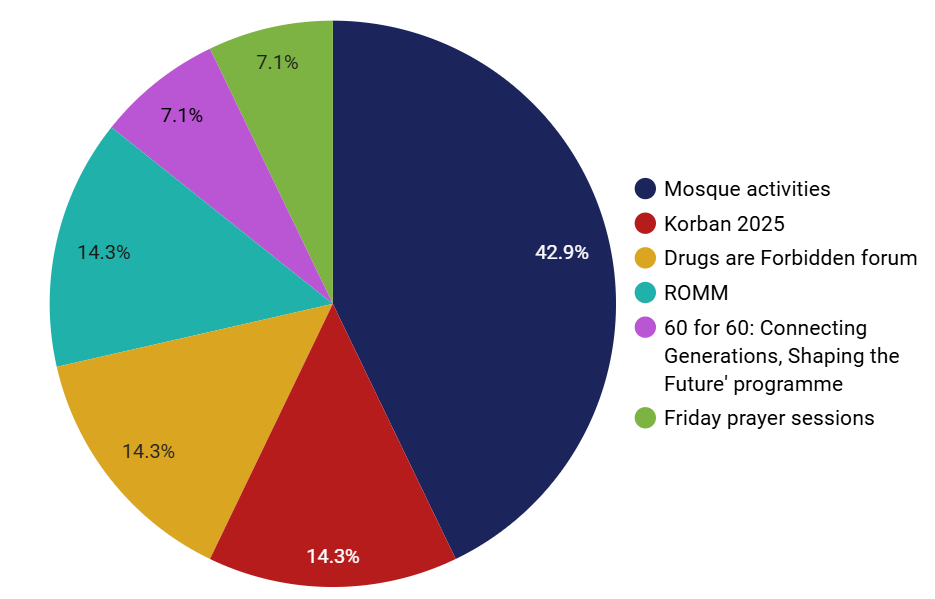 7.1%
7.1%
14.3%
42.9%
14.3%
14.3%
Mosque activities
Korban 2025
Drugs are Forbidden forum
ROMM
60 for 60: Connecting
Generations, Shaping the
Future' programme
Friday prayer sessions